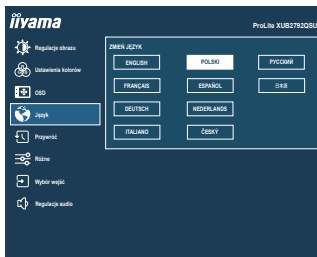 iiyama
ProLite XUB2792QSU
Regulacje obrazu
Ustawienia kolorów
OSD
Język
Przywróć
Różne
Wybór wejść
Regulacje audio
ZMIEŃ JĘZYK
ENGLISH
POLSKI
РУССКИЙ
FRANÇAIS
ESPAÑOL
日本語
DEUTSCH
NEDERLANDS
ITALIANO
ČESKÝ